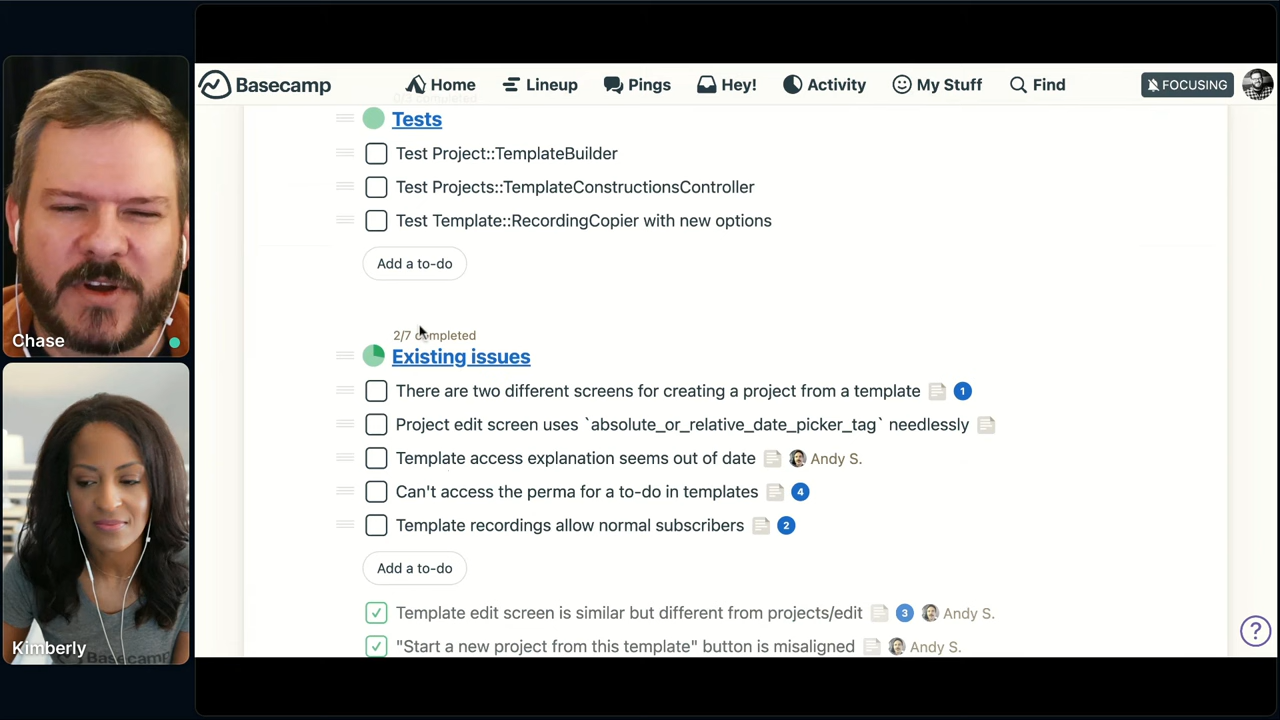 Basecamp
Home
Lineup
Pings
Hey!
Activity
My Stuff
Find
FOCUSING
0/3 completed
Tests
Test Project::TemplateBuilder
Test Projects::TemplateConstructionsController
Test Template::RecordingCopier with new options
Add a to-do
2/7 completed
Existing issues
There are two different screens for creating a project from a template 1
Project edit screen uses `absolute_or_relative_date_picker_tag` needlessly
Template access explanation seems out of date Andy S.
Can't access the perma for a to-do in templates 4
Template recordings allow normal subscribers 2
Add a to-do
Template edit screen is similar but different from projects/edit 3 Andy S.
"Start a new project from this template" button is misaligned Andy S.
?
Chase
Kimberly
Basecamp